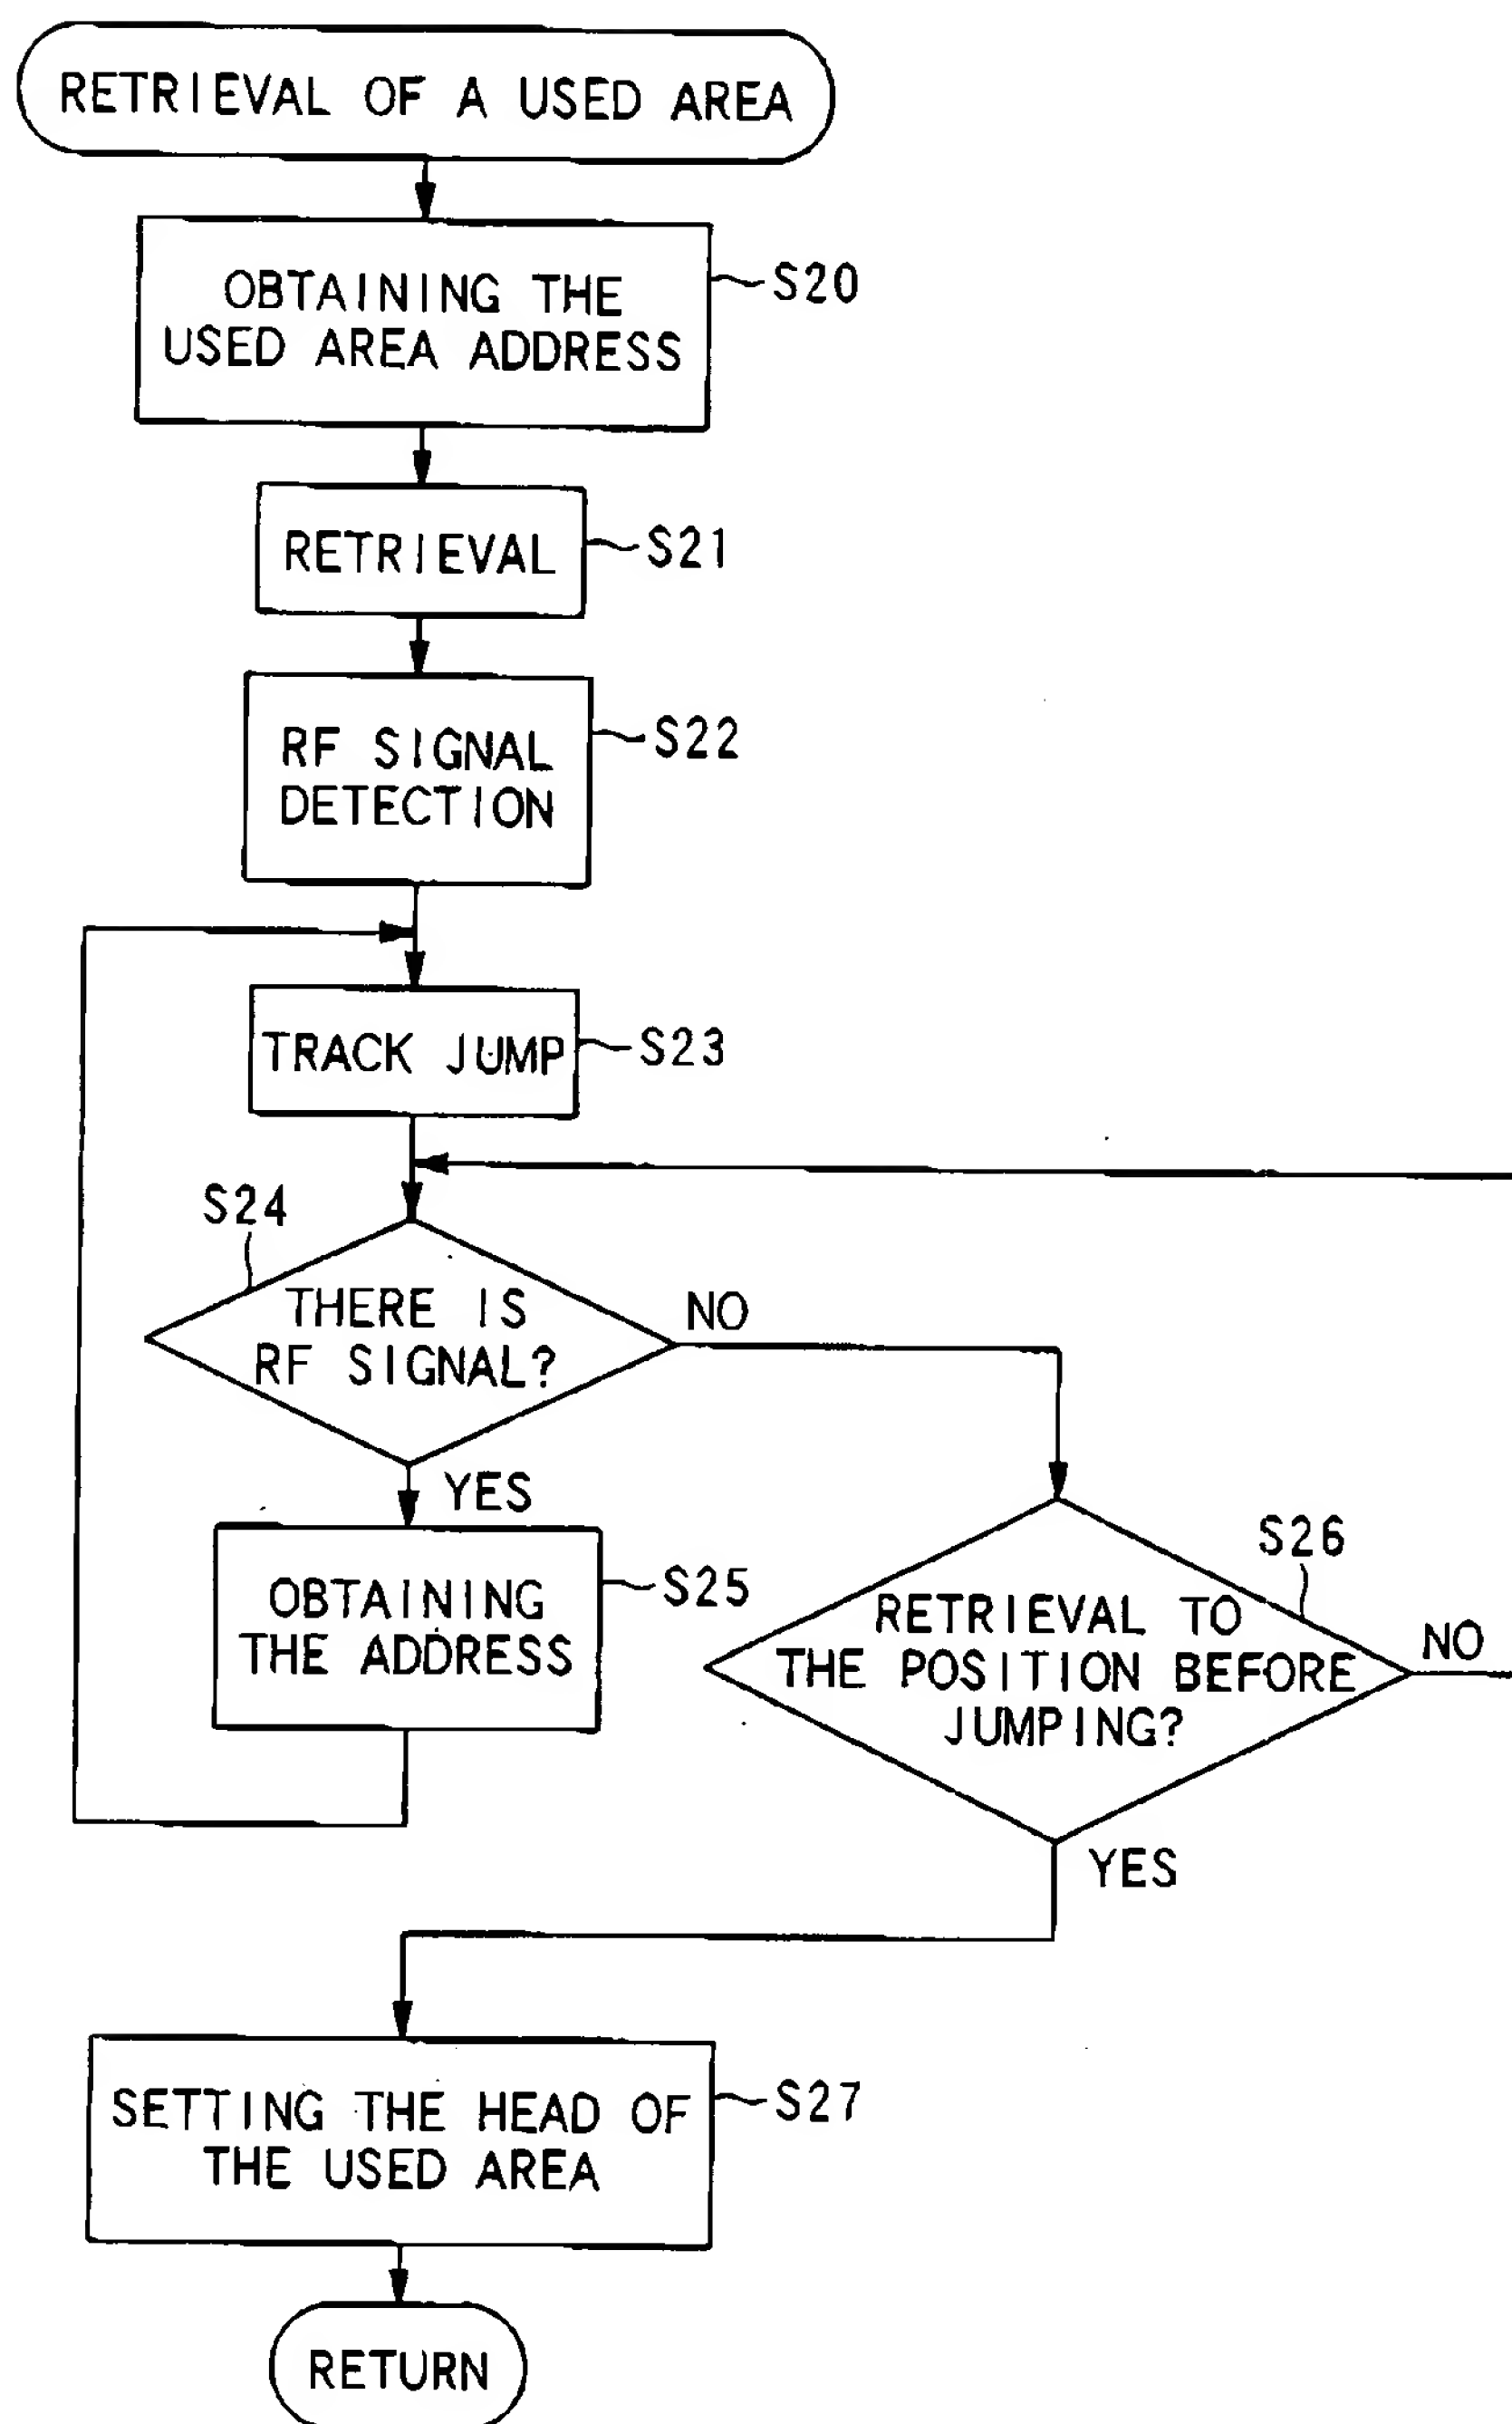 RETRIEVAL OF A USED AREA
OBTAINING THE
USED AREA ADDRESS
S20
RETRIEVAL
S21
RF SIGNAL
DETECTION
S22
TRACK JUMP
S23
S24
THERE IS
RF SIGNAL?
NO
YES
OBTAINING
THE ADDRESS
S25
S26
RETRIEVAL TO
THE POSITION BEFORE
JUMPING?
NO
YES
SETTING THE HEAD OF
THE USED AREA
S27
RETURN